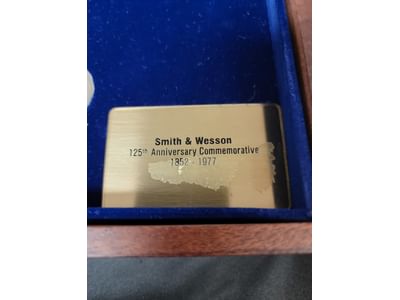 Smith & Wesson
125th Anniversary Commemorative
1852 - 1977